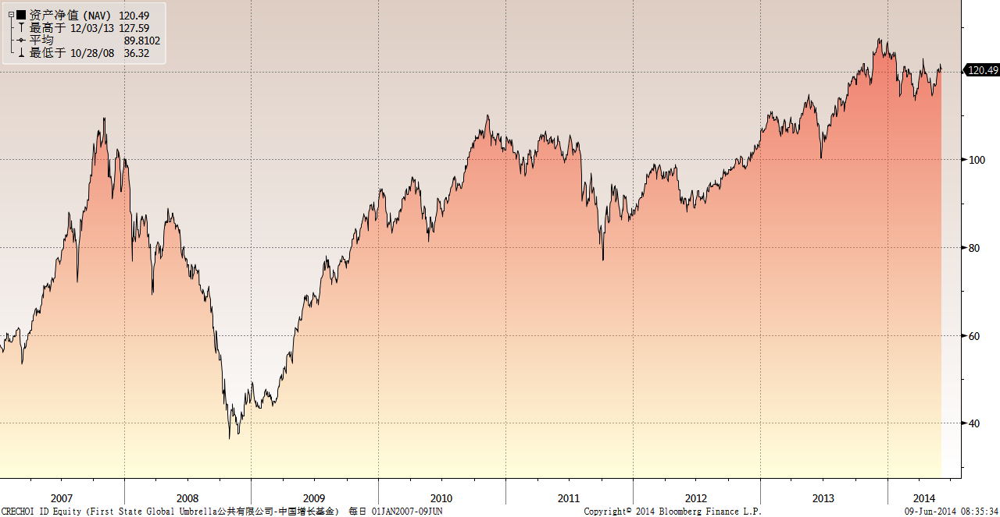 资产净值 (NAV) 120.49
最高于 12/03/13 127.59
平均 89.8102
最低于 10/28/08 36.32
120.49
100
80
60
40
2007 2008 2009 2010 2011 2012 2013 2014
CRECHOI ID Equity (First State Global Umbrella公共有限公司-中国增长基金) 每日 01JAN2007-09JUN
Copyright© 2014 Bloomberg Finance L.P.
09-Jun-2014 08:35:34